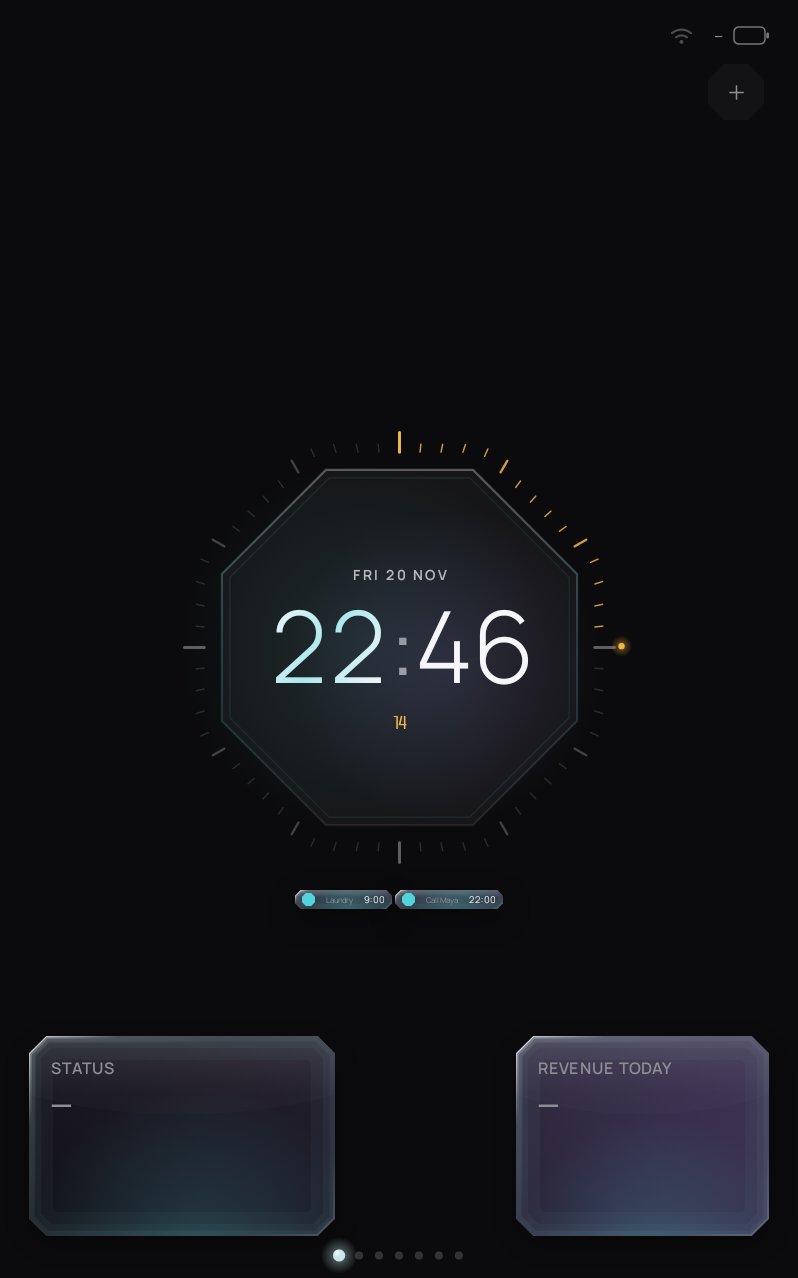 FRI 20 NOV
22:46
14
Laundry 9:00
Call Maya 22:00
STATUS
—
REVENUE TODAY
—